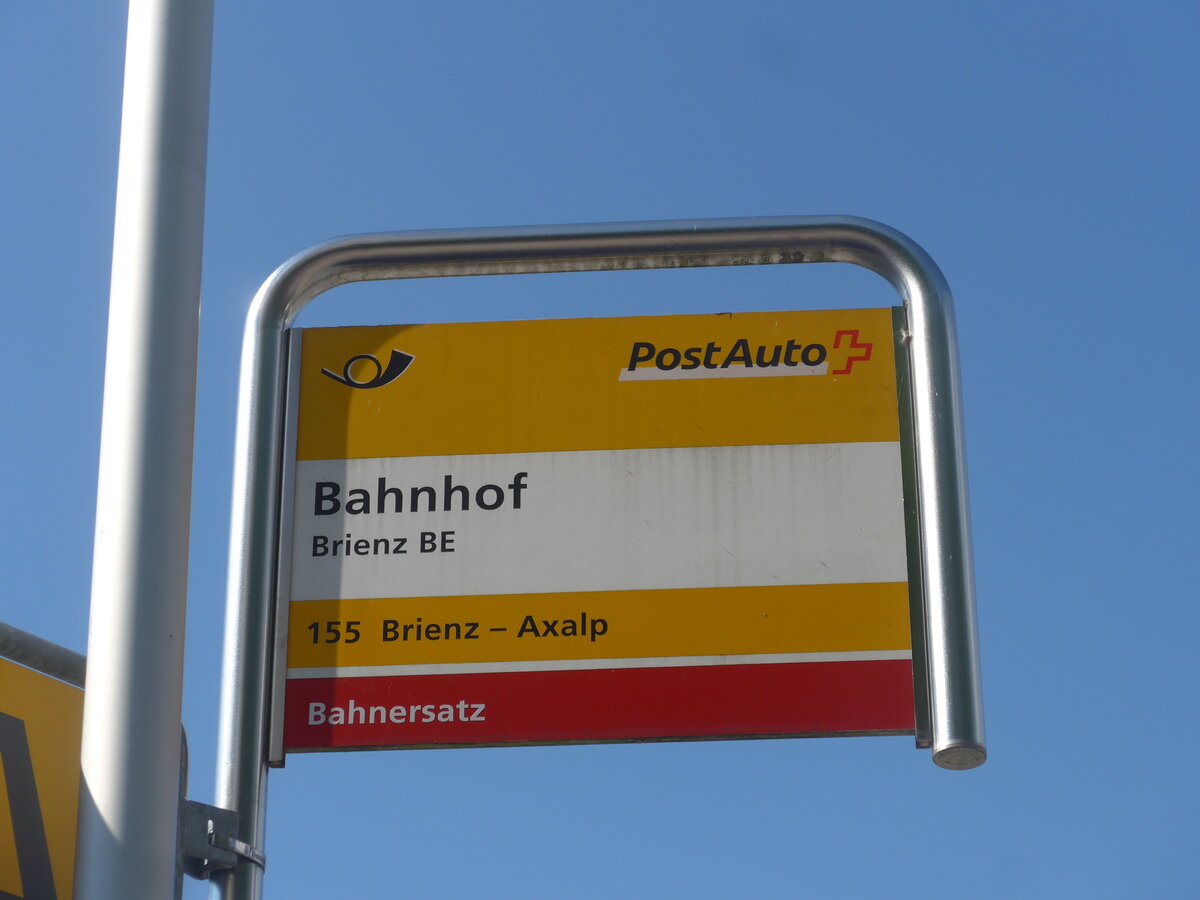 PostAuto
Bahnhof
Brienz BE
155 Brienz – Axalp
Bahnersatz